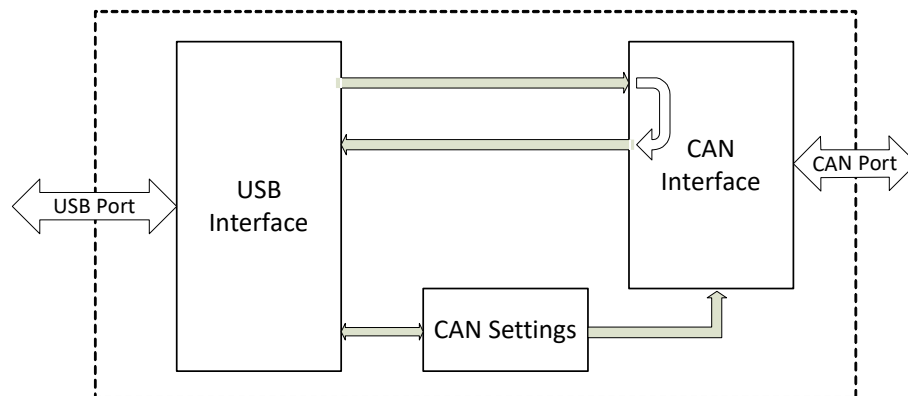 USB Port
USB
Interface
CAN
Interface
CAN Port
CAN Settings